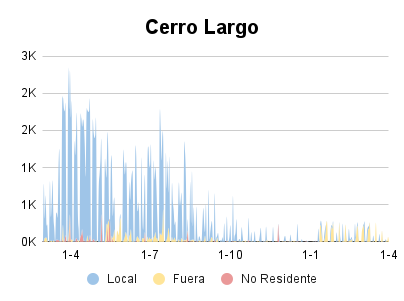 Cerro Largo
3K
2K
2K
1K
1K
0K
1-4 1-7 1-10 1-1 1-4
Local Fuera No Residente